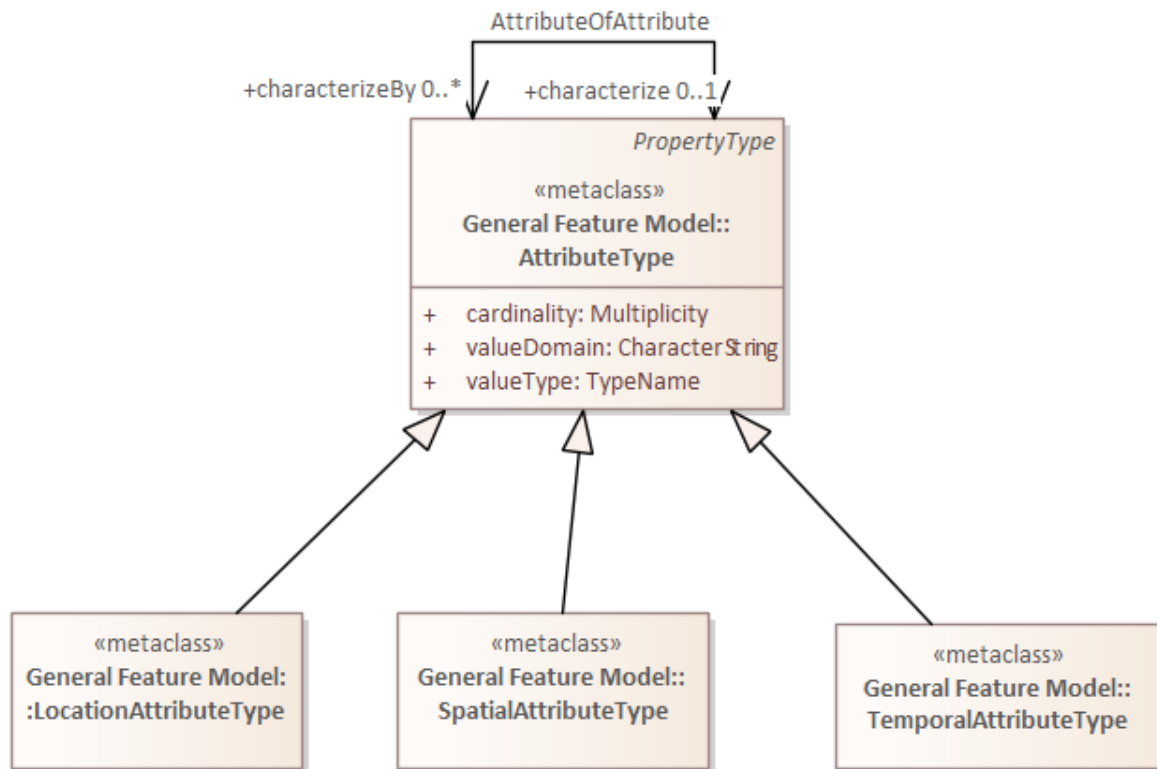 AttributeOfAttribute
+characterizeBy 0..*
+characterize 0..1
PropertyType
«metaclass»
General Feature Model::
AttributeType
+ cardinality: Multiplicity
+ valueDomain: CharacterString
+ valueType: TypeName
«metaclass»
General Feature Model:
:LocationAttributeType
«metaclass»
General Feature Model::
SpatialAttributeType
«metaclass»
General Feature Model::
TemporalAttributeType